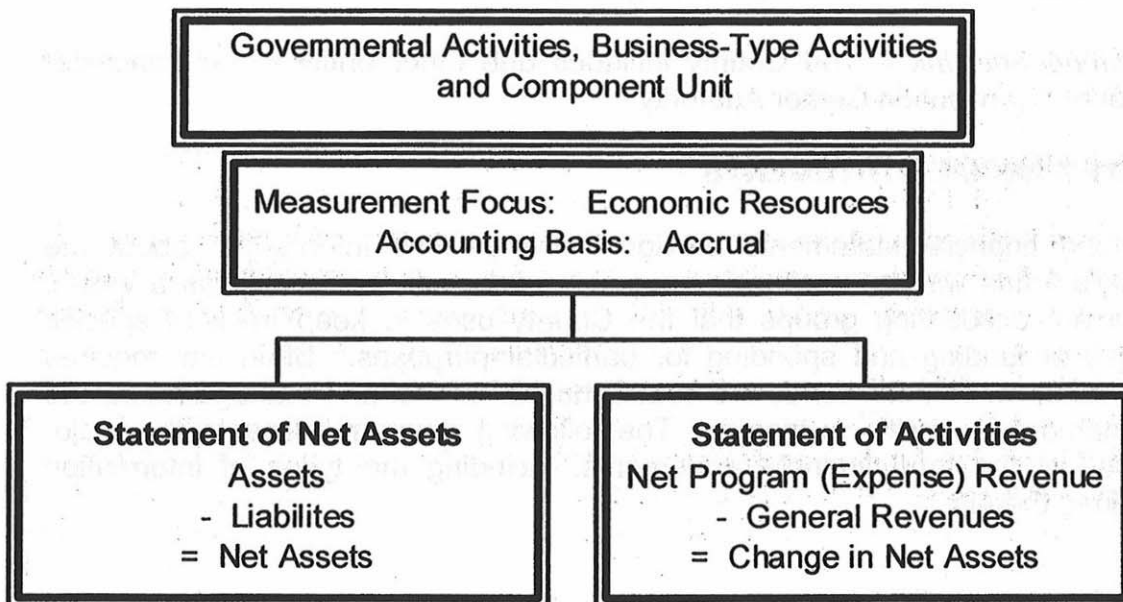 Governmental Activities, Business-Type Activities
and Component Unit
Measurement Focus: Economic Resources
Accounting Basis: Accrual
Statement of Net Assets
Assets
- Liabilites
= Net Assets
Statement of Activities
Net Program (Expense) Revenue
- General Revenues
= Change in Net Assets